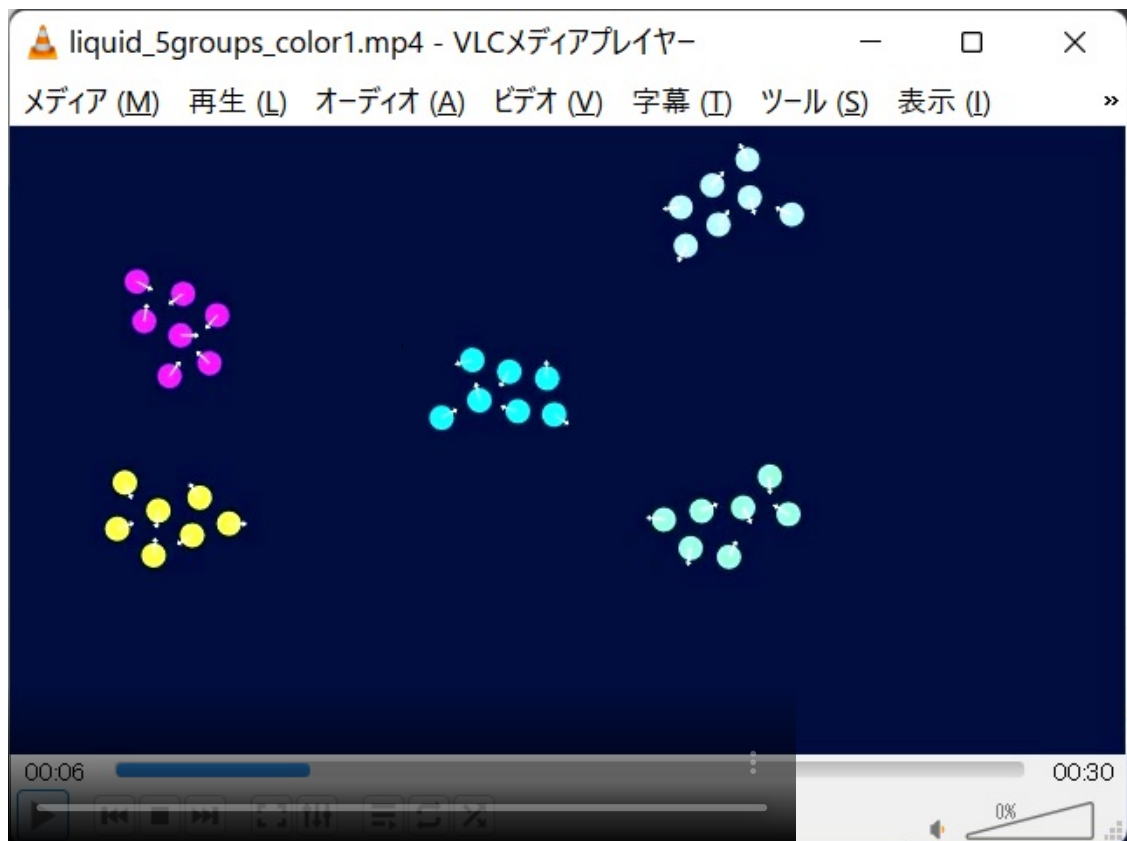 liquid_5groups_color1.mp4 - VLCメディアプレイヤー
メディア (M) 再生 (L) オーディオ (A) ビデオ (V) 字幕 (T) ツール (S) 表示 (I) »
00:06 00:30
0%